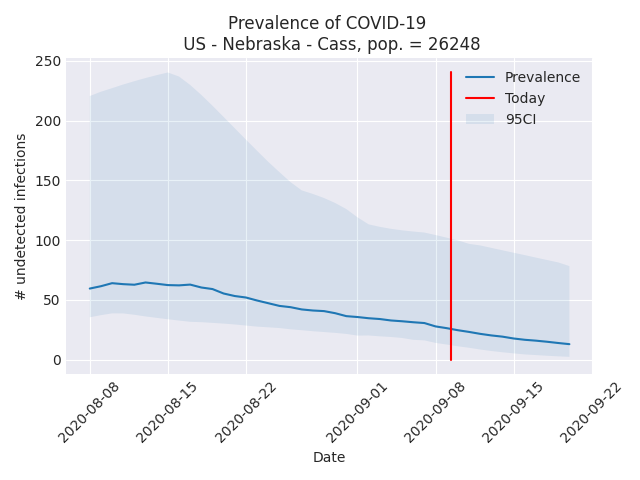 Prevalence of COVID-19
US - Nebraska - Cass, pop. = 26248
250
200
150
100
50
0
# undetected infections
Prevalence
Today
95CI
2020-08-08
2020-08-15
2020-08-22
2020-09-01
2020-09-08
2020-09-15
2020-09-22
Date